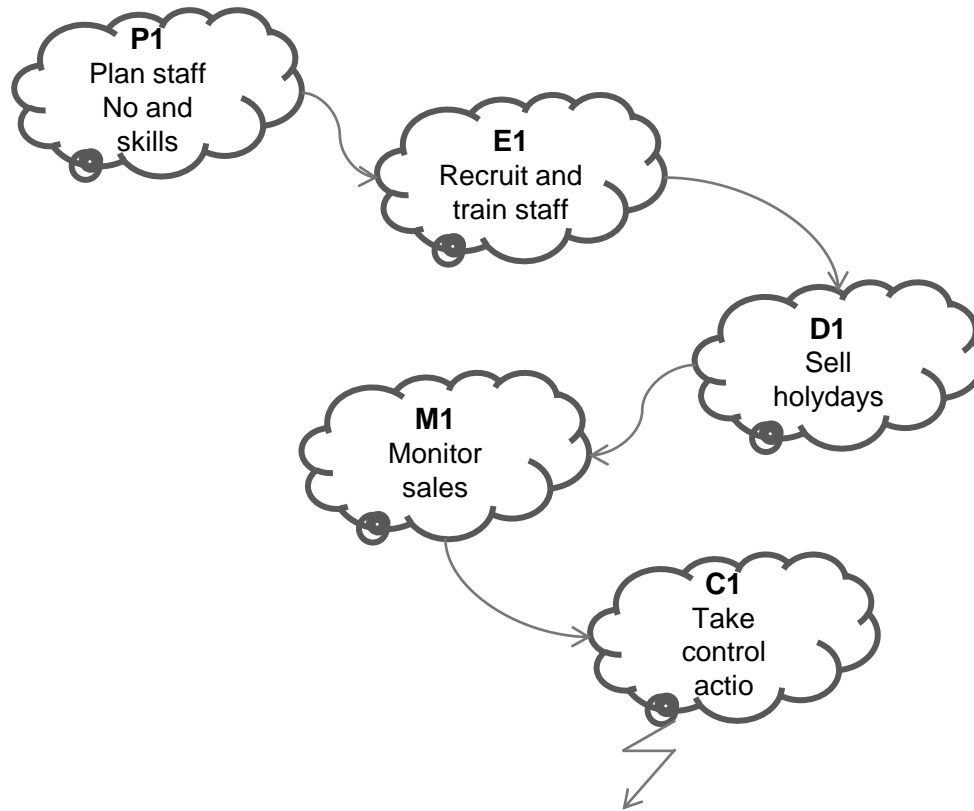 P1
Plan staff
No and
skills
E1
Recruit and
train staff
D1
Sell
holydays
M1
Monitor
sales
C1
Take
control
actio